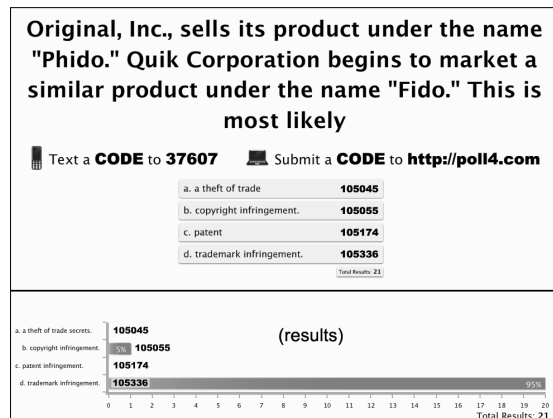 Original, Inc., sells its product under the name
"Phido." Quik Corporation begins to market a
similar product under the name "Fido." This is
most likely
Text a CODE to 37607
Submit a CODE to http://poll4.com
a. a theft of trade 105045
b. copyright infringement. 105055
c. patent 105174
d. trademark infringement. 105336
Total Results: 21
(results)
a. a theft of trade secrets. 105045
b. copyright infringement. 5% 105055
c. patent infringement. 105174
d. trademark infringement. 105336 95%
0 1 2 3 4 5 6 7 8 9 10 11 12 13 14 15 16 17 18 19 20
Total Results: 21